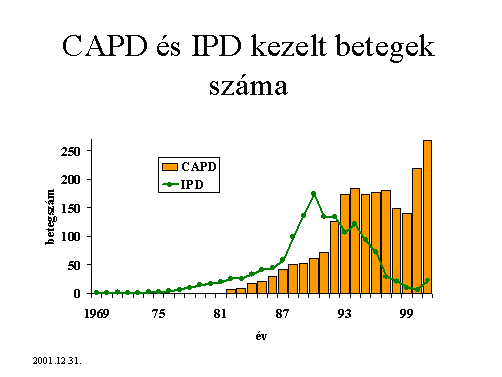 CAPD és IPD kezelt betegek
száma
250
200
150
100
50
0
betegszám
CAPD
IPD
1969 75 81 87 93 99
év
2001.12.31.